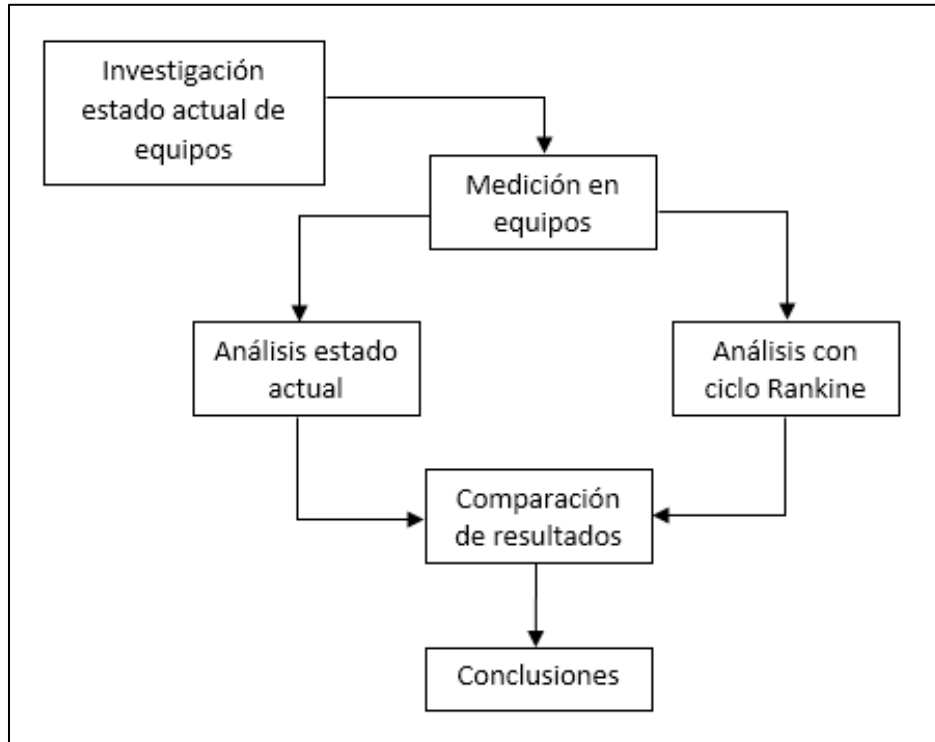 Investigación
estado actual de
equipos
Medición en
equipos
Análisis estado
actual
Análisis con
ciclo Rankine
Comparación
de resultados
Conclusiones